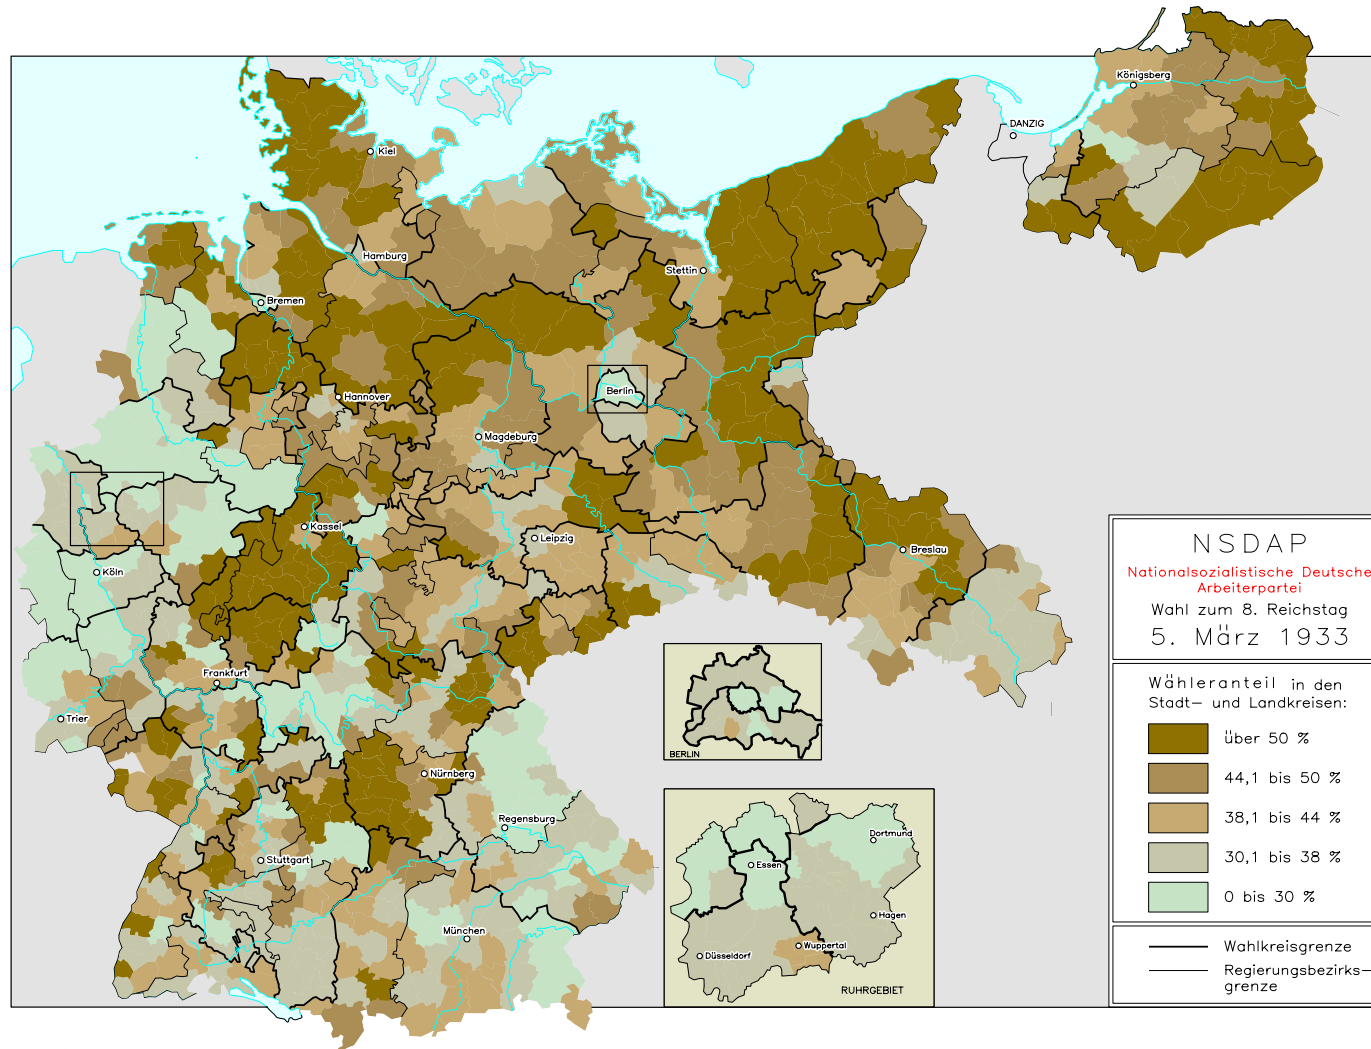 Königsberg
DANZIG
Kiel
Hamburg
Stettin
Bremen
Berlin
Hannover
Magdeburg
Kassel
Leipzig
Breslau
Köln
Frankfurt
Trier
Nürnberg
Regensburg
Stuttgart
München
BERLIN
Dortmund
Essen
Hagen
Wuppertal
Düsseldorf
RUHRGEBIET
NSDAP
Nationalsozialistische Deutsche
Arbeiterpartei
Wahl zum 8. Reichstag
5. März 1933
Wähleranteil in den
Stadt- und Landkreisen:
über 50 %
44,1 bis 50 %
38,1 bis 44 %
30,1 bis 38 %
0 bis 30 %
Wahlkreisgrenze
Regierungsbezirks-
grenze